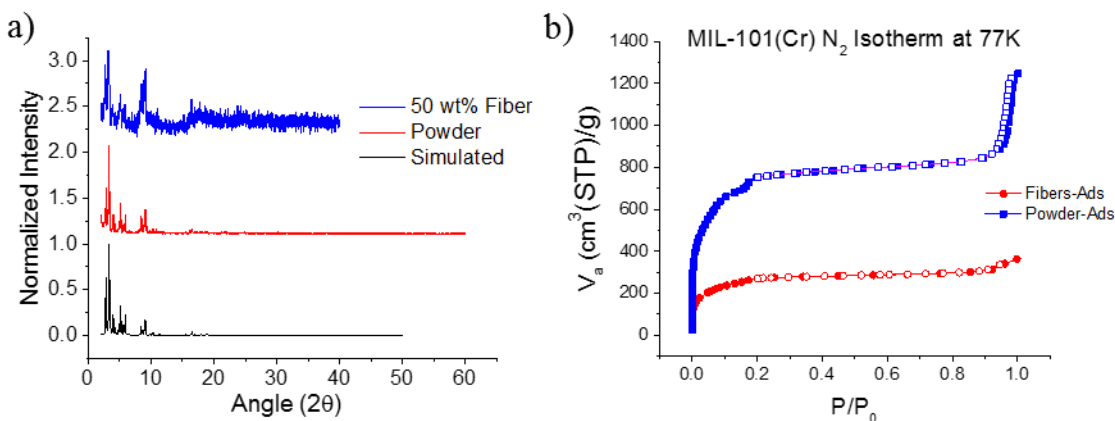 a)
3.0
2.5
2.0
1.5
1.0
0.5
0.0
Normalized Intensity
50 wt% Fiber
Powder
Simulated
0 10 20 30 40 50 60
Angle (2θ)
b)
MIL-101(Cr) N₂ Isotherm at 77K
1400
1200
1000
800
600
400
200
0
Vₐ (cm³(STP)/g)
Fibers-Ads
Powder-Ads
0.0 0.2 0.4 0.6 0.8 1.0
P/P₀